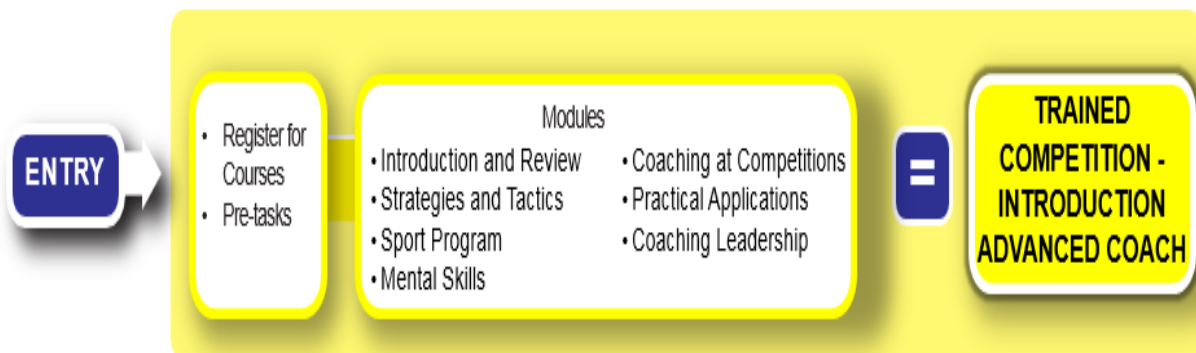 ENTRY
• Register for
Courses
• Pre-tasks
Modules
• Introduction and Review
• Strategies and Tactics
• Sport Program
• Mental Skills
• Coaching at Competitions
• Practical Applications
• Coaching Leadership
=
TRAINED
COMPETITION -
INTRODUCTION
ADVANCED COACH